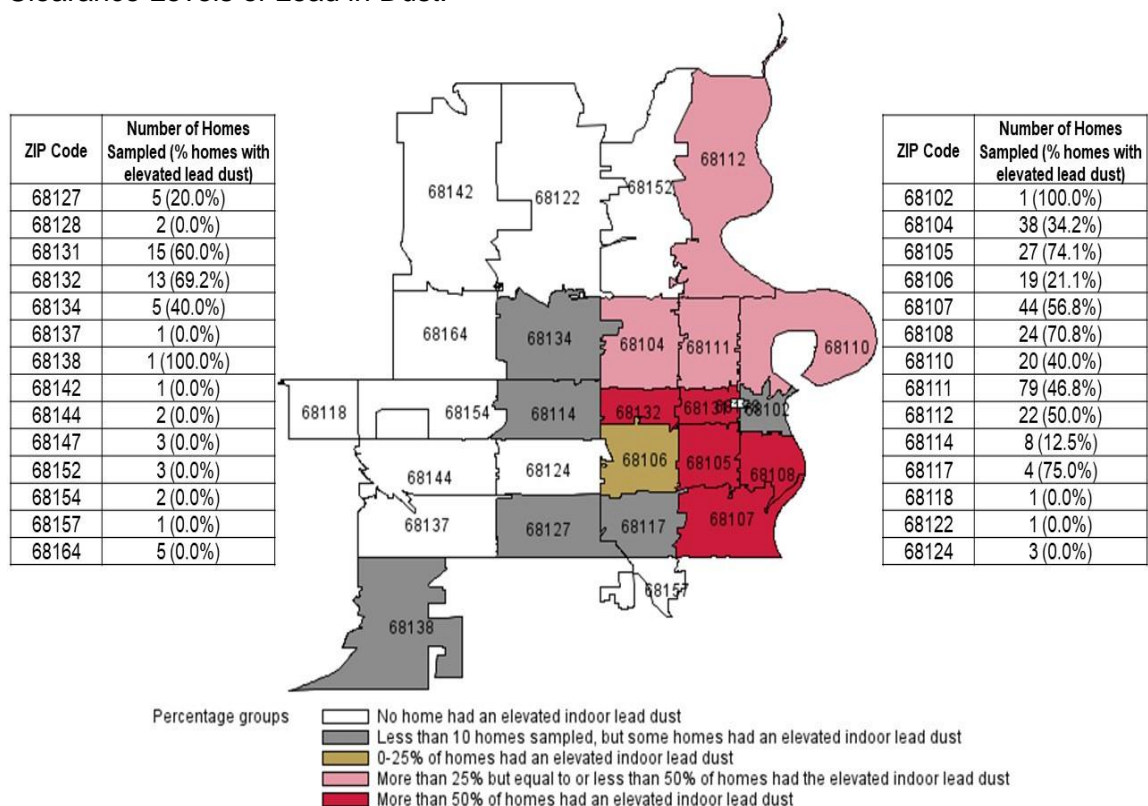 Clearance Levels of Lead in Dust.
ZIP Code
Number of Homes
Sampled (% homes with
elevated lead dust)
68127 5 (20.0%)
68128 2 (0.0%)
68131 15 (60.0%)
68132 13 (69.2%)
68134 5 (40.0%)
68137 1 (0.0%)
68138 1 (100.0%)
68142 1 (0.0%)
68144 2 (0.0%)
68147 3 (0.0%)
68152 3 (0.0%)
68154 2 (0.0%)
68157 1 (0.0%)
68164 5 (0.0%)
68112
68142
68122
68152
68164
68134
68104
68111
68110
68118
68154
68114
68132
68131
68102
68144
68124
68106
68105
68108
68137
68127
68117
68107
68157
68138
ZIP Code
Number of Homes
Sampled (% homes with
elevated lead dust)
68102 1 (100.0%)
68104 38 (34.2%)
68105 27 (74.1%)
68106 19 (21.1%)
68107 44 (56.8%)
68108 24 (70.8%)
68110 20 (40.0%)
68111 79 (46.8%)
68112 22 (50.0%)
68114 8 (12.5%)
68117 4 (75.0%)
68118 1 (0.0%)
68122 1 (0.0%)
68124 3 (0.0%)
Percentage groups
No home had an elevated indoor lead dust
Less than 10 homes sampled, but some homes had an elevated indoor lead dust
0-25% of homes had an elevated indoor lead dust
More than 25% but equal to or less than 50% of homes had the elevated indoor lead dust
More than 50% of homes had an elevated indoor lead dust